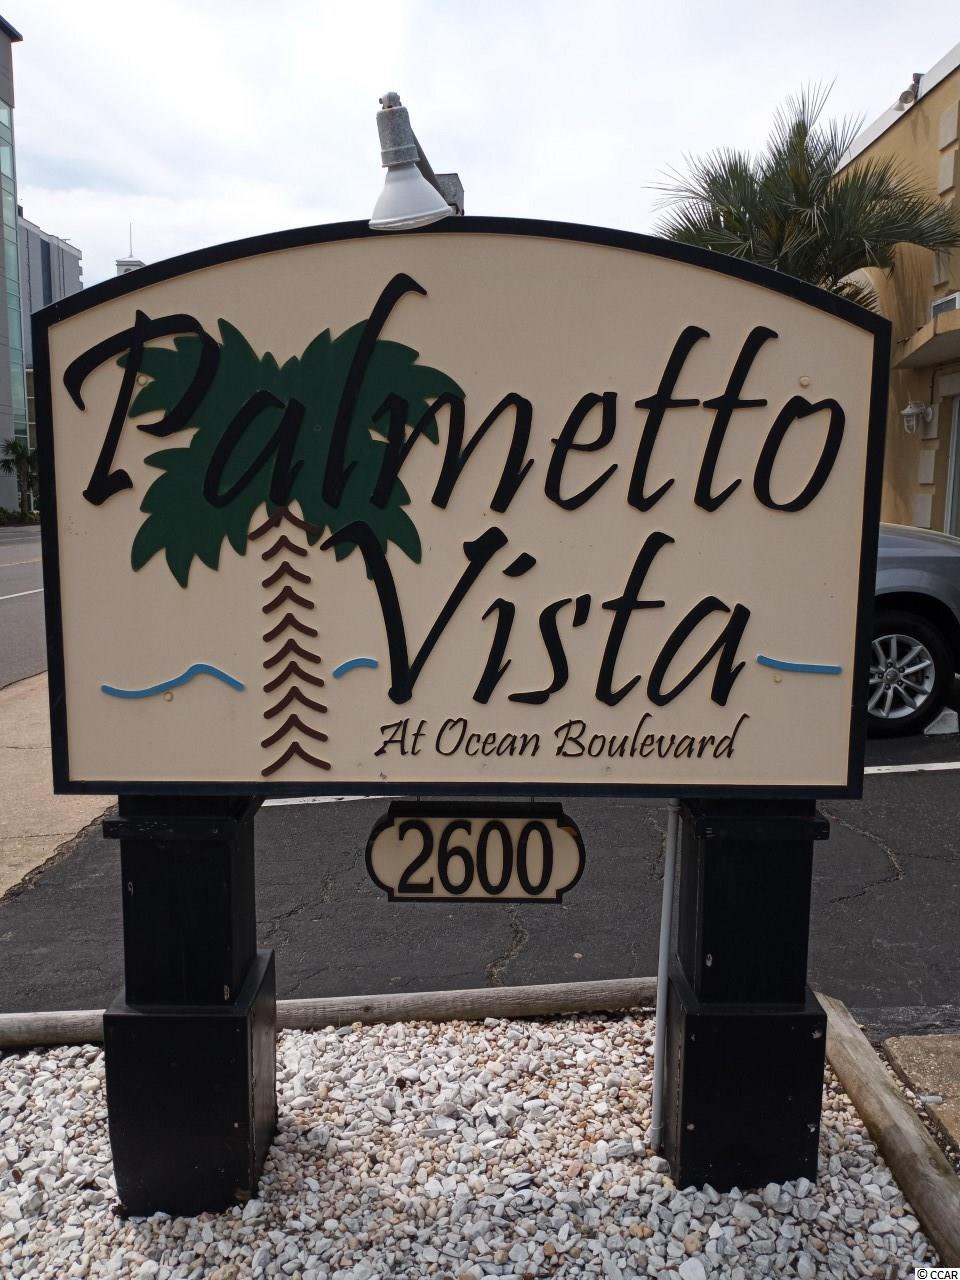 Palmetto
Vista
At Ocean Boulevard
2600
© CCAR